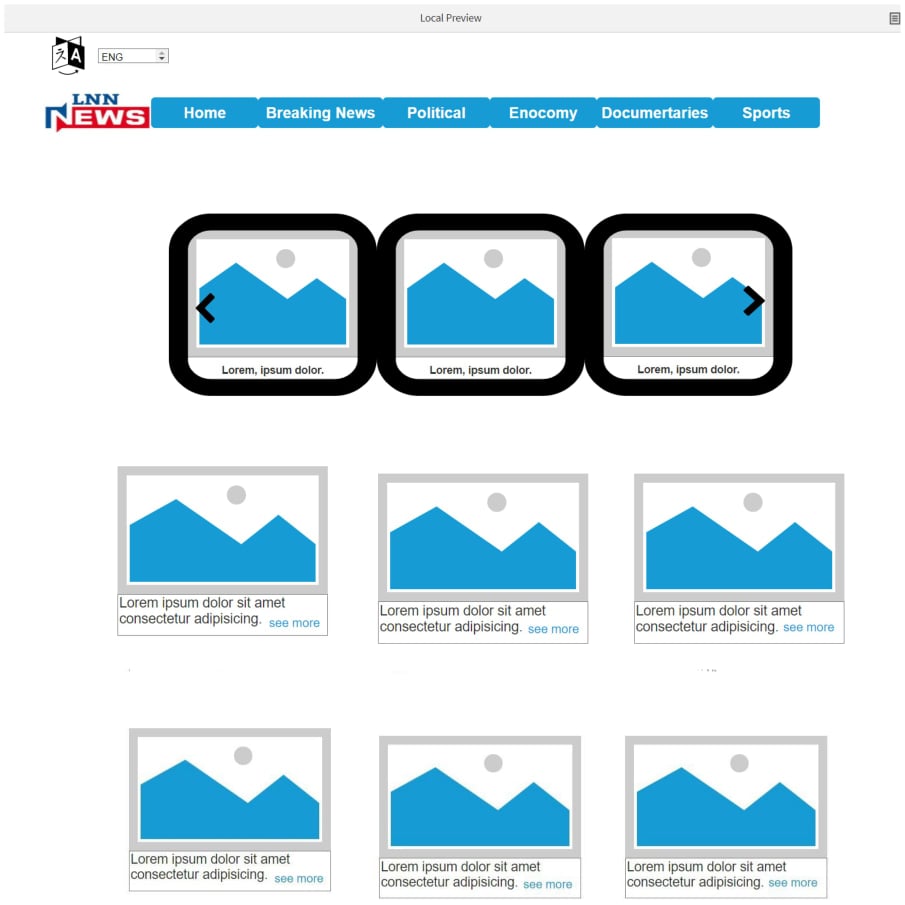 Local Preview
ENG
LNN
NEWS
Home Breaking News Political Enocomy Documertaries Sports
Lorem, ipsum dolor. Lorem, ipsum dolor. Lorem, ipsum dolor.
Lorem ipsum dolor sit amet
consectetur adipisicing. see more
Lorem ipsum dolor sit amet
consectetur adipisicing. see more
Lorem ipsum dolor sit amet
consectetur adipisicing. see more
Lorem ipsum dolor sit amet
consectetur adipisicing. see more
Lorem ipsum dolor sit amet
consectetur adipisicing. see more
Lorem ipsum dolor sit amet
consectetur adipisicing. see more